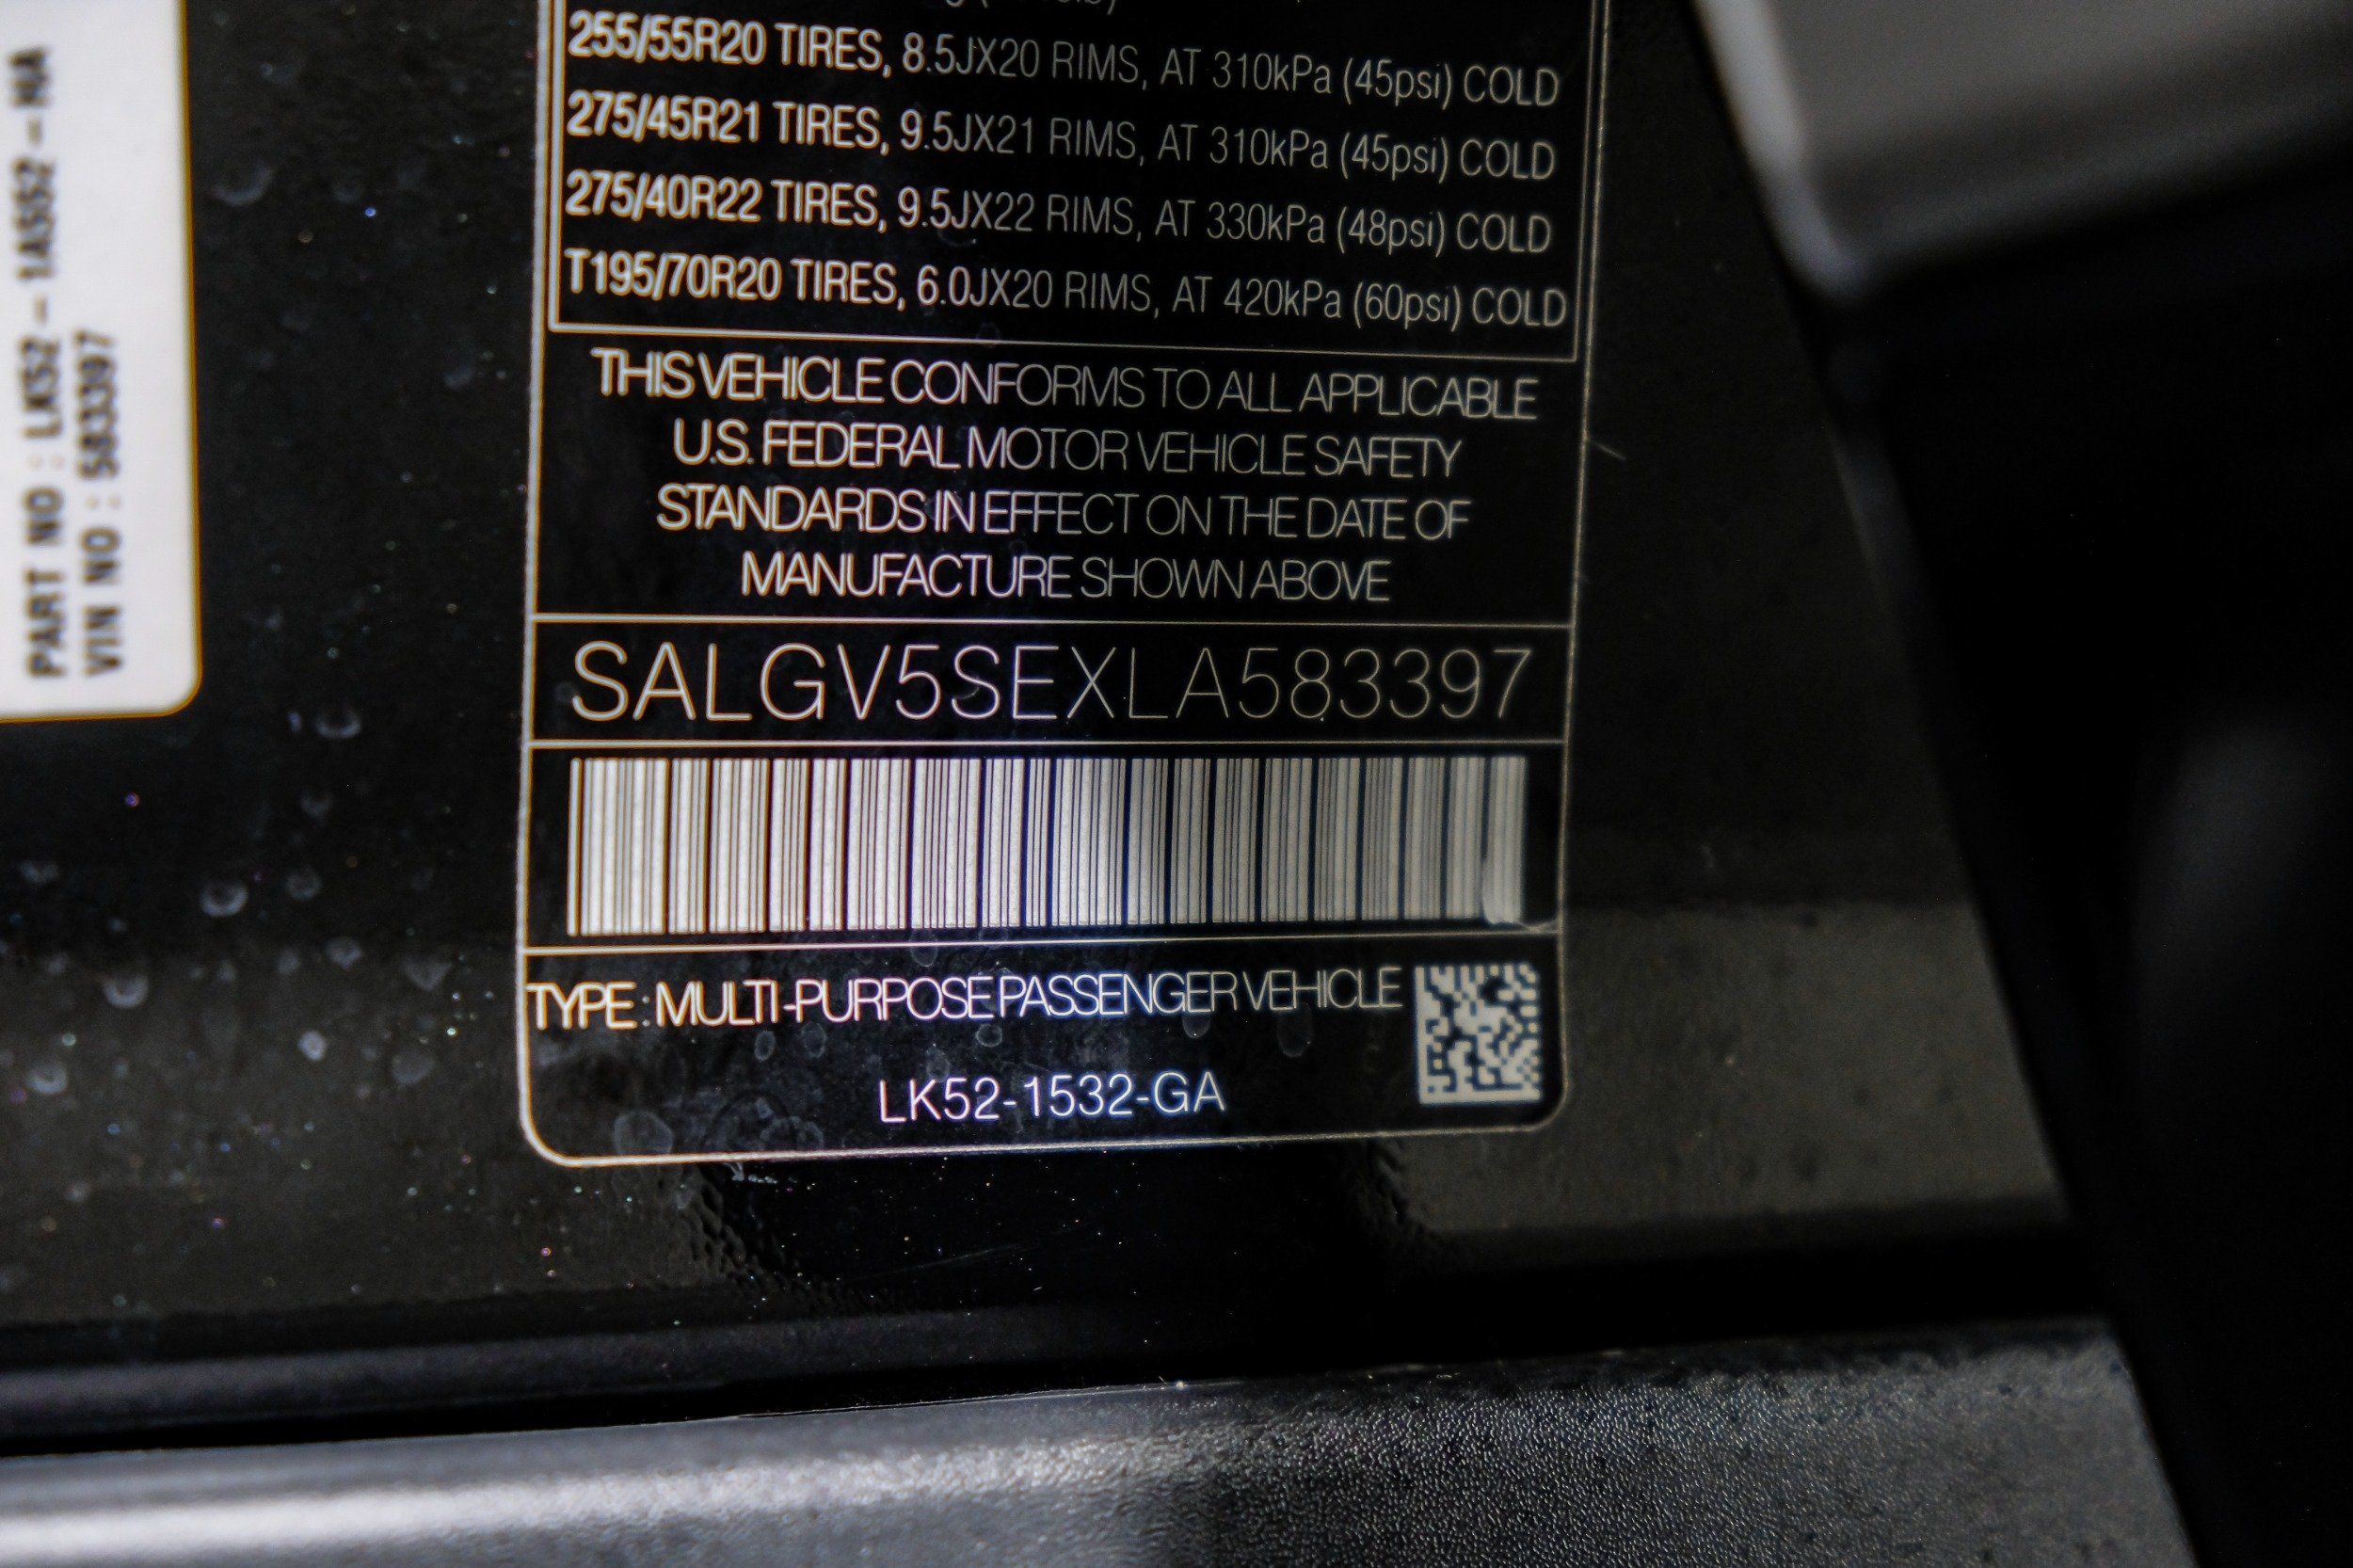 255/55R20 TIRES, 8.5JX20 RIMS, AT 310kPa (45psi) COLD
275/45R21 TIRES, 9.5JX21 RIMS, AT 310kPa (45psi) COLD
275/40R22 TIRES, 9.5JX22 RIMS, AT 330kPa (48psi) COLD
T195/70R20 TIRES, 6.0JX20 RIMS, AT 420kPa (60psi) COLD
THIS VEHICLE CONFORMS TO ALL APPLICABLE
U.S. FEDERAL MOTOR VEHICLE SAFETY
STANDARDS IN EFFECT ON THE DATE OF
MANUFACTURE SHOWN ABOVE
SALGV5SEXLA583397
TYPE: MULTI-PURPOSE PASSENGER VEHICLE
LK52-1532-GA
PART NO : LK52 - 1A552 - NA
VIN NO : 583397